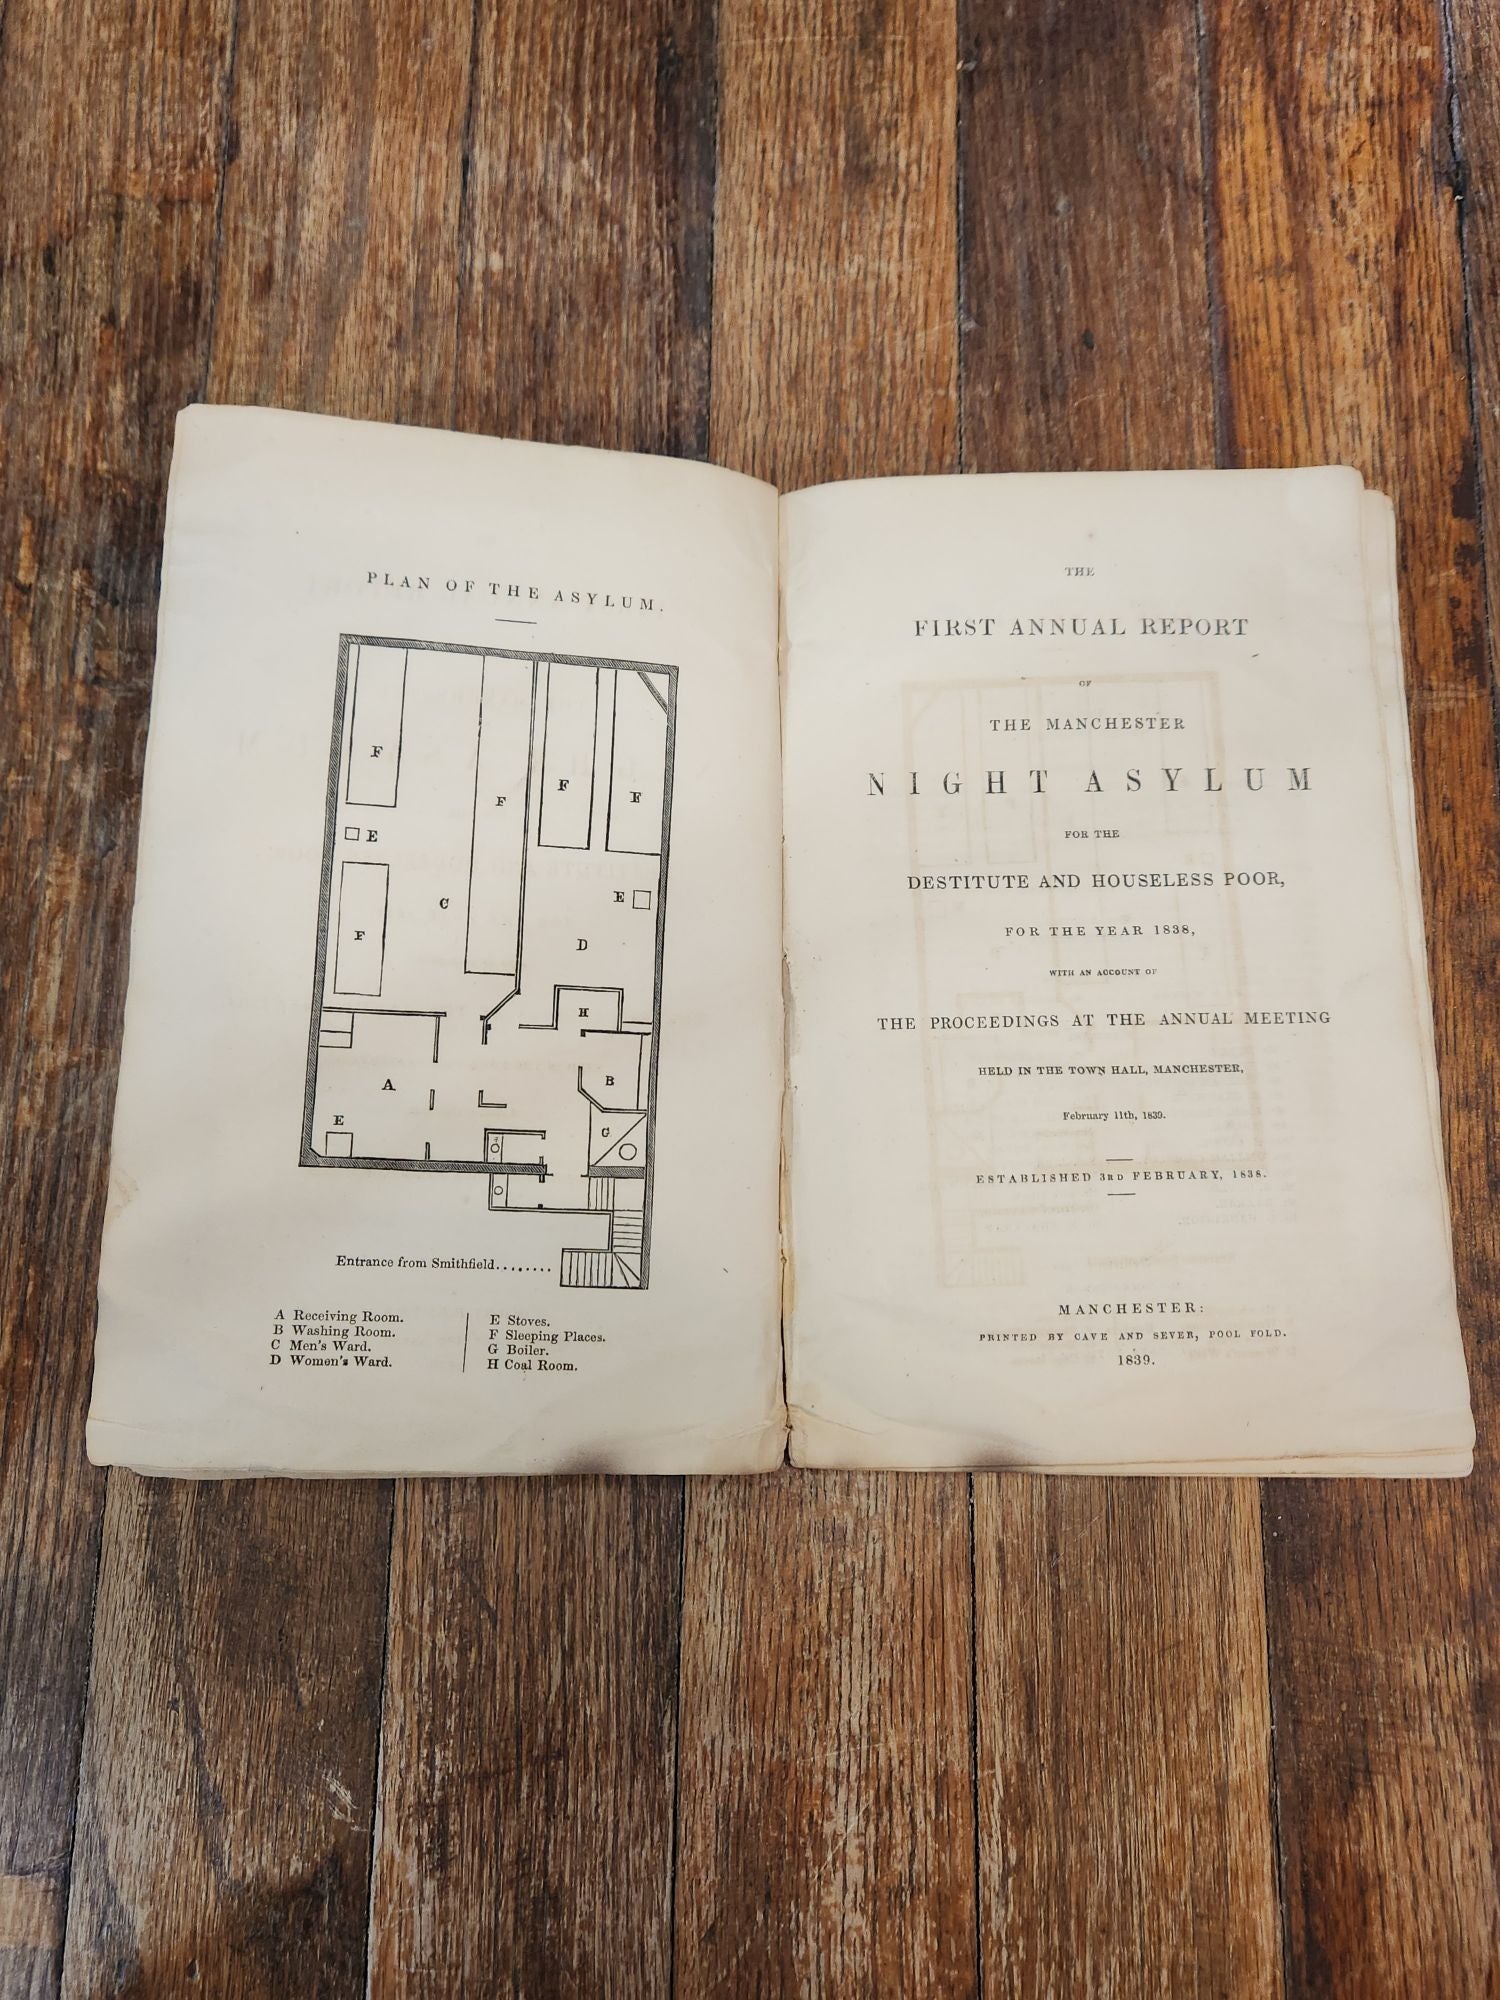 PLAN OF THE ASYLUM.
F
F
F
F
E
E
F
C
D
H
A
B
E
G
Entrance from Smithfield........
A Receiving Room.
B Washing Room.
C Men's Ward.
D Women's Ward.
E Stoves.
F Sleeping Places.
G Boiler.
H Coal Room.
THE
FIRST ANNUAL REPORT
OF
THE MANCHESTER
NIGHT ASYLUM
FOR THE
DESTITUTE AND HOUSELESS POOR,
FOR THE YEAR 1838,
WITH AN ACCOUNT OF
THE PROCEEDINGS AT THE ANNUAL MEETING
HELD IN THE TOWN HALL, MANCHESTER,
February 11th, 1839.
ESTABLISHED 3RD FEBRUARY, 1838.
MANCHESTER:
PRINTED BY CAVE AND SEVER, POOL FOLD.
1839.